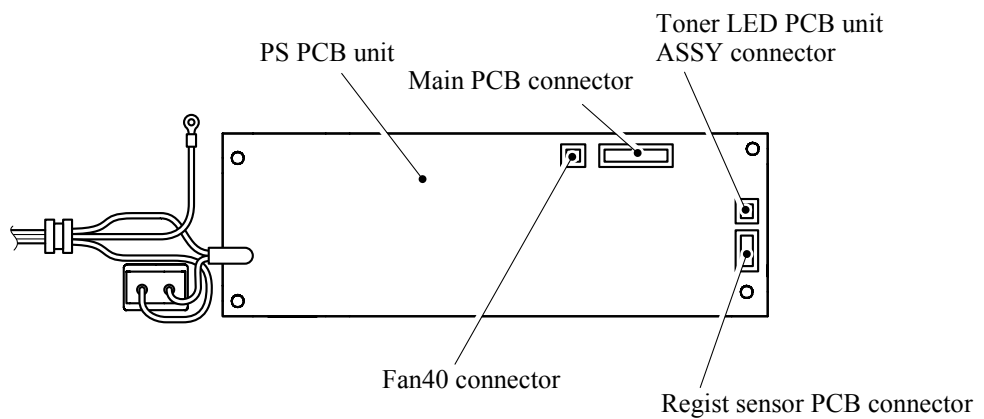 Toner LED PCB unit
ASSY connector
PS PCB unit
Main PCB connector
Fan40 connector
Regist sensor PCB connector